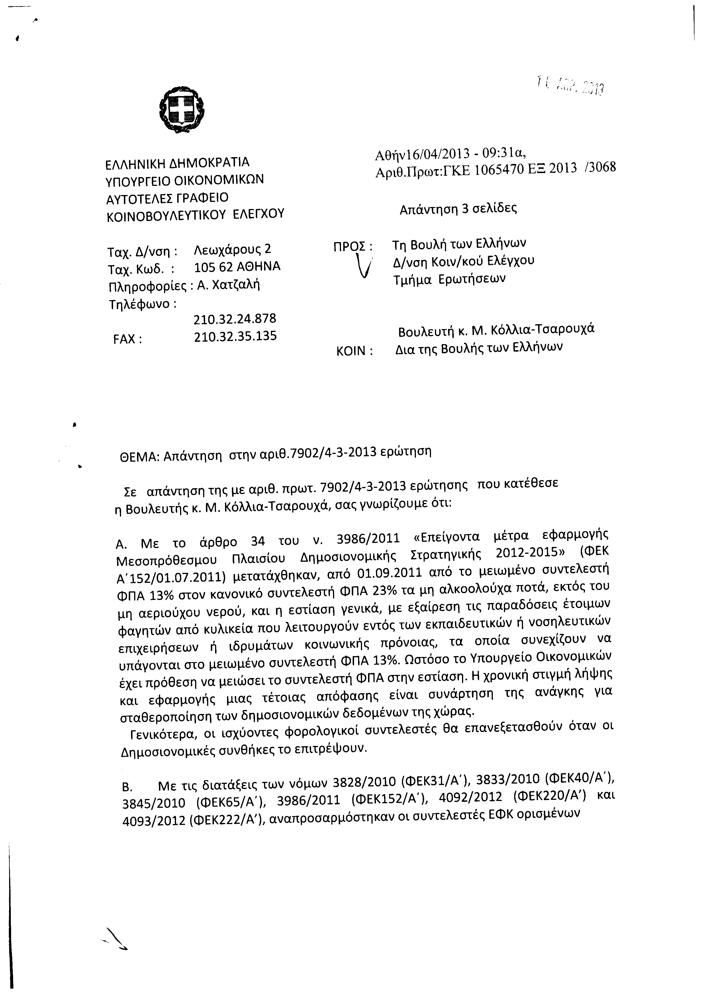 16 ΑΠΡ. 2013
ΕΛΛΗΝΙΚΗ ΔΗΜΟΚΡΑΤΙΑ
ΥΠΟΥΡΓΕΙΟ ΟΙΚΟΝΟΜΙΚΩΝ
ΑΥΤΟΤΕΛΕΣ ΓΡΑΦΕΙΟ
ΚΟΙΝΟΒΟΥΛΕΥΤΙΚΟΥ ΕΛΕΓΧΟΥ
Αθήν16/04/2013 - 09:31α,
Αριθ.Πρωτ:ΓΚΕ 1065470 ΕΞ 2013 /3068
Απάντηση 3 σελίδες
Ταχ. Δ/νση : Λεωχάρους 2
Ταχ. Κωδ. : 105 62 ΑΘΗΝΑ
Πληροφορίες : Α. Χατζαλή
Τηλέφωνο :
210.32.24.878
FAX : 210.32.35.135
ΠΡΟΣ : Τη Βουλή των Ελλήνων
Δ/νση Κοιν/κού Ελέγχου
Τμήμα Ερωτήσεων
Βουλευτή κ. Μ. Κόλλια-Τσαρουχά
ΚΟΙΝ : Δια της Βουλής των Ελλήνων
ΘΕΜΑ: Απάντηση στην αριθ.7902/4-3-2013 ερώτηση
Σε απάντηση της με αριθ. πρωτ. 7902/4-3-2013 ερώτησης που κατέθεσε
η Βουλευτής κ. Μ. Κόλλια-Τσαρουχά, σας γνωρίζουμε ότι:
Α. Με το άρθρο 34 του ν. 3986/2011 «Επείγοντα μέτρα εφαρμογής
Μεσοπρόθεσμου Πλαισίου Δημοσιονομικής Στρατηγικής 2012-2015» (ΦΕΚ
Α΄152/01.07.2011) μετατάχθηκαν, από 01.09.2011 από το μειωμένο συντελεστή
ΦΠΑ 13% στον κανονικό συντελεστή ΦΠΑ 23% τα μη αλκοολούχα ποτά, εκτός του
μη αεριούχου νερού, και η εστίαση γενικά, με εξαίρεση τις παραδόσεις έτοιμων
φαγητών από κυλικεία που λειτουργούν εντός των εκπαιδευτικών ή νοσηλευτικών
επιχειρήσεων ή ιδρυμάτων κοινωνικής πρόνοιας, τα οποία συνεχίζουν να
υπάγονται στο μειωμένο συντελεστή ΦΠΑ 13%. Ωστόσο το Υπουργείο Οικονομικών
έχει πρόθεση να μειώσει το συντελεστή ΦΠΑ στην εστίαση. Η χρονική στιγμή λήψης
και εφαρμογής μιας τέτοιας απόφασης είναι συνάρτηση της ανάγκης για
σταθεροποίηση των δημοσιονομικών δεδομένων της χώρας.
Γενικότερα, οι ισχύοντες φορολογικοί συντελεστές θα επανεξετασθούν όταν οι
Δημοσιονομικές συνθήκες το επιτρέψουν.
Β. Με τις διατάξεις των νόμων 3828/2010 (ΦΕΚ31/Α΄), 3833/2010 (ΦΕΚ40/Α΄),
3845/2010 (ΦΕΚ65/Α΄), 3986/2011 (ΦΕΚ152/Α΄), 4092/2012 (ΦΕΚ220/Α’) και
4093/2012 (ΦΕΚ222/Α’), αναπροσαρμόστηκαν οι συντελεστές ΕΦΚ ορισμένων